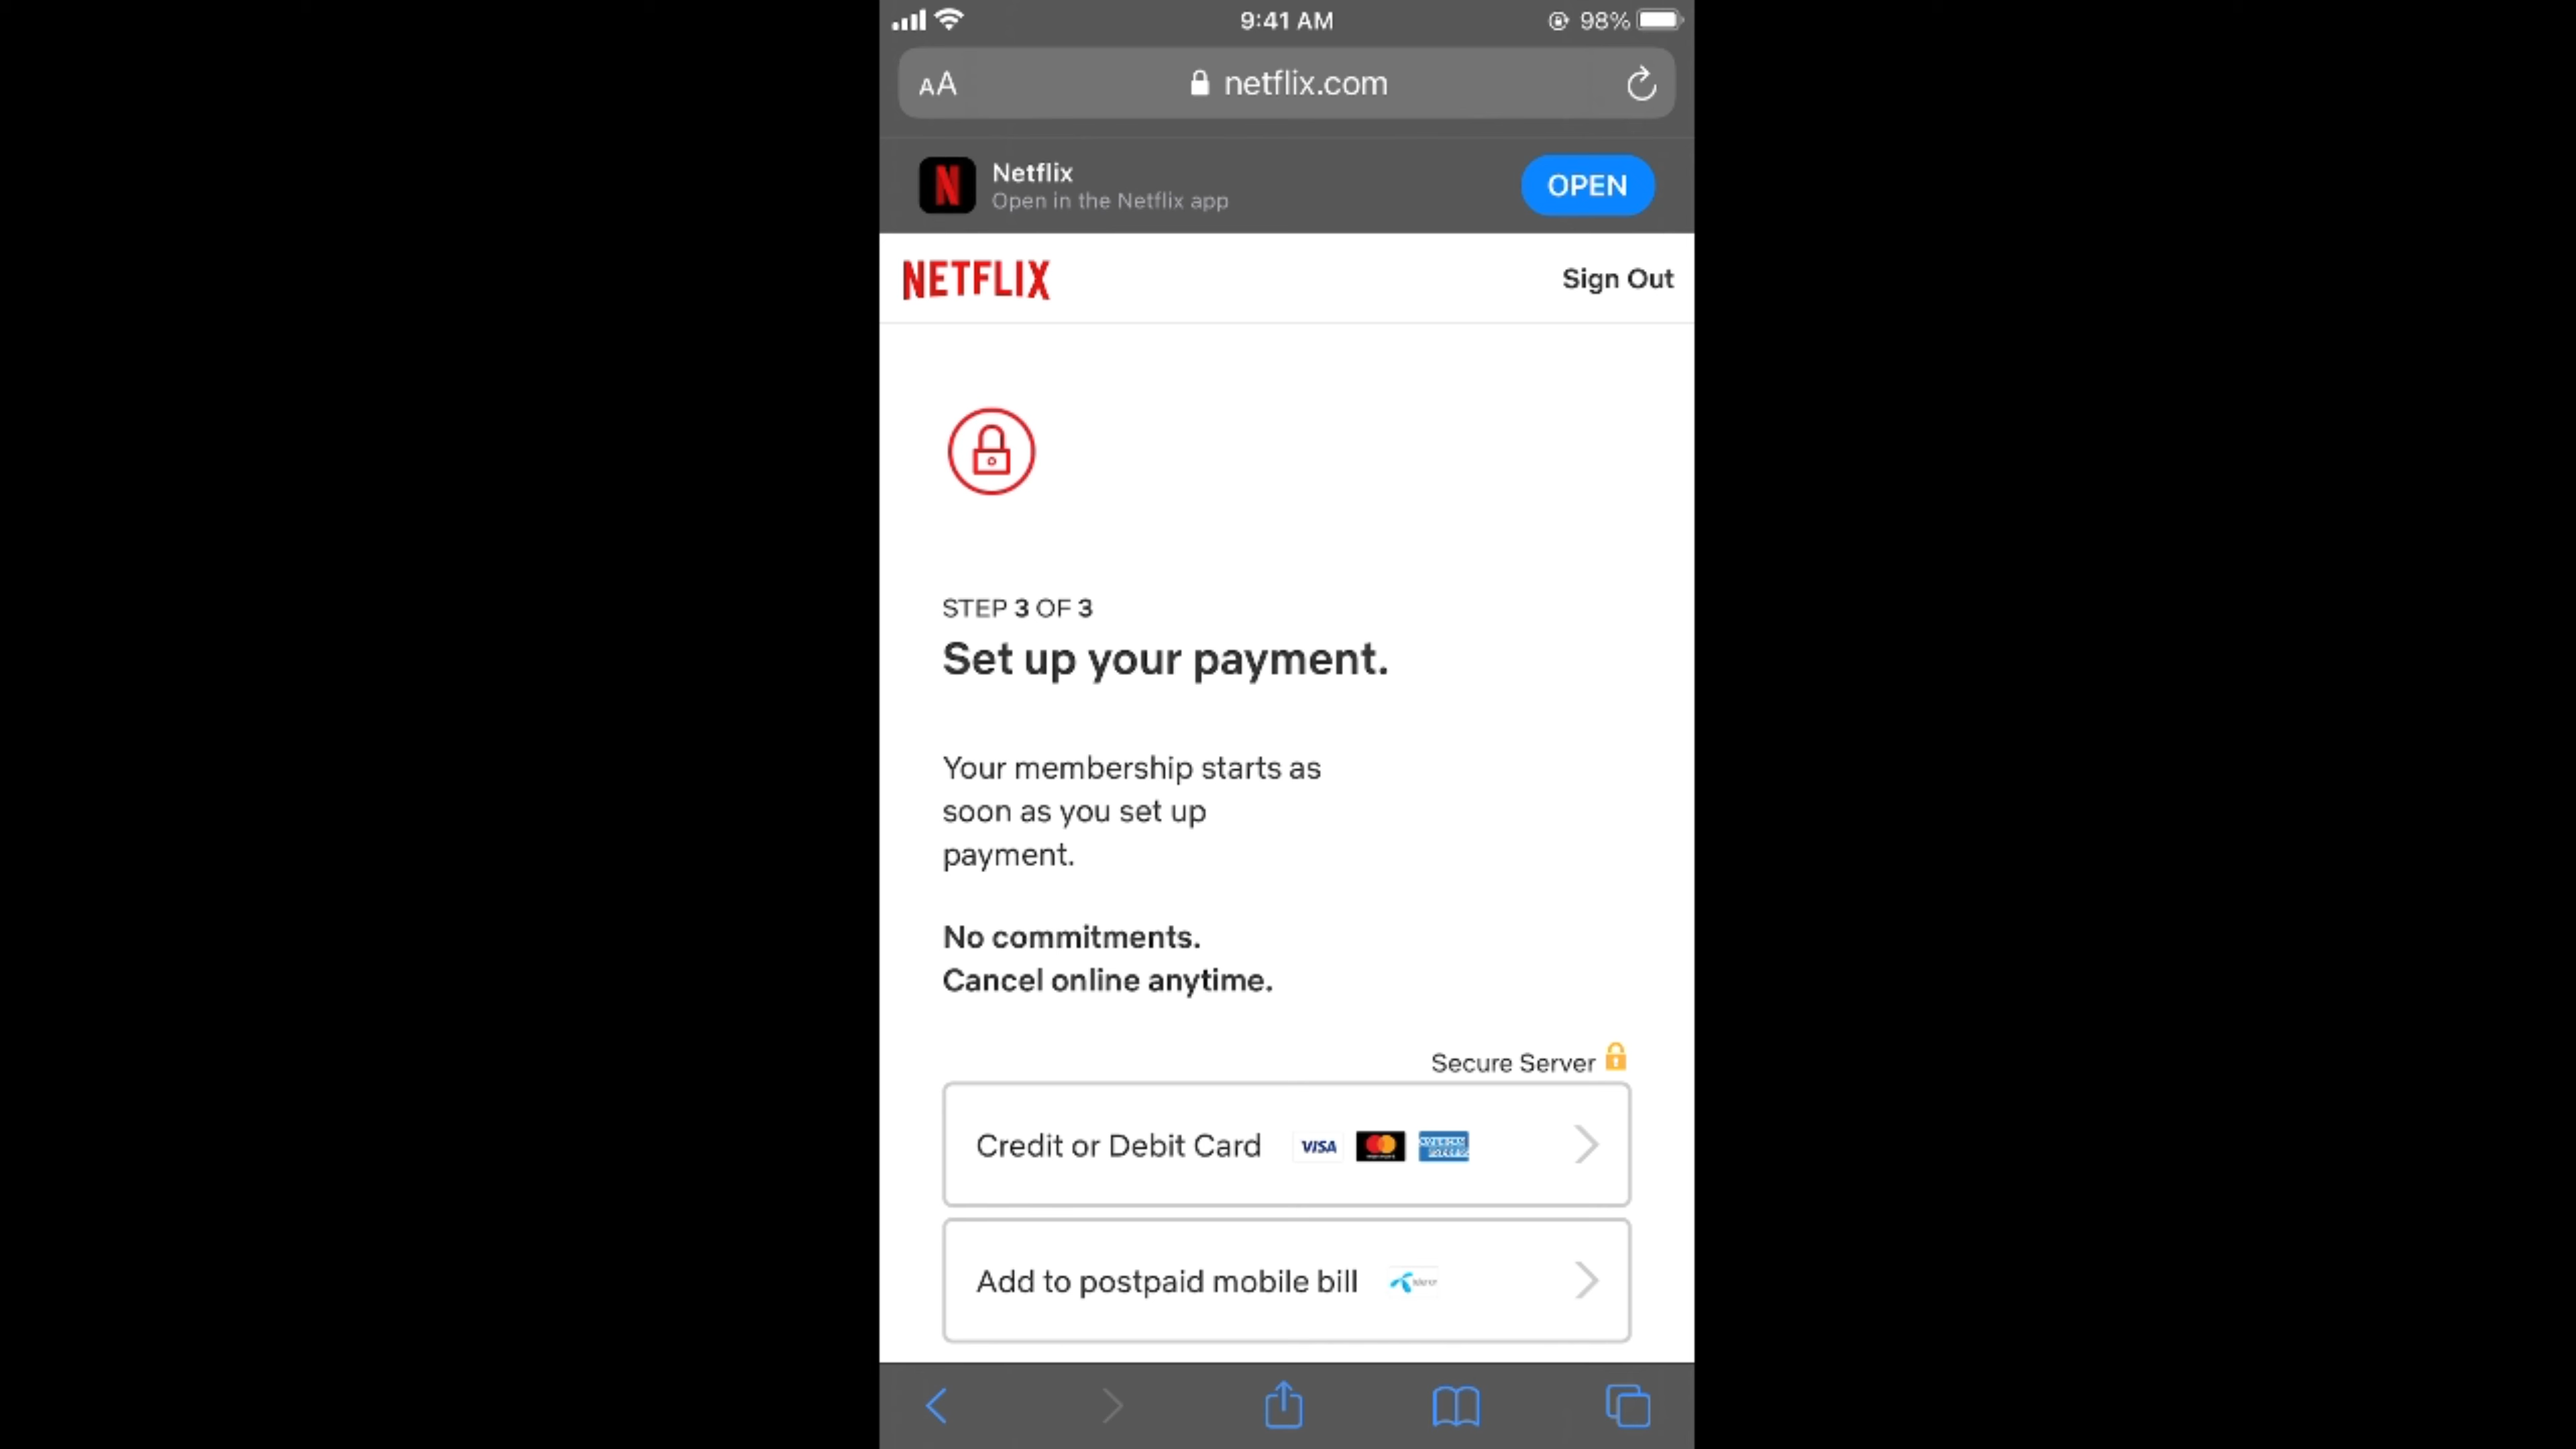 9:41 AM
98%
AA
netflix.com
Netflix
Open in the Netflix app
OPEN
NETFLIX
Sign Out
STEP 3 OF 3
Set up your payment.
Your membership starts as
soon as you set up
payment.
No commitments.
Cancel online anytime.
Secure Server
Credit or Debit Card VISA
Add to postpaid mobile bill